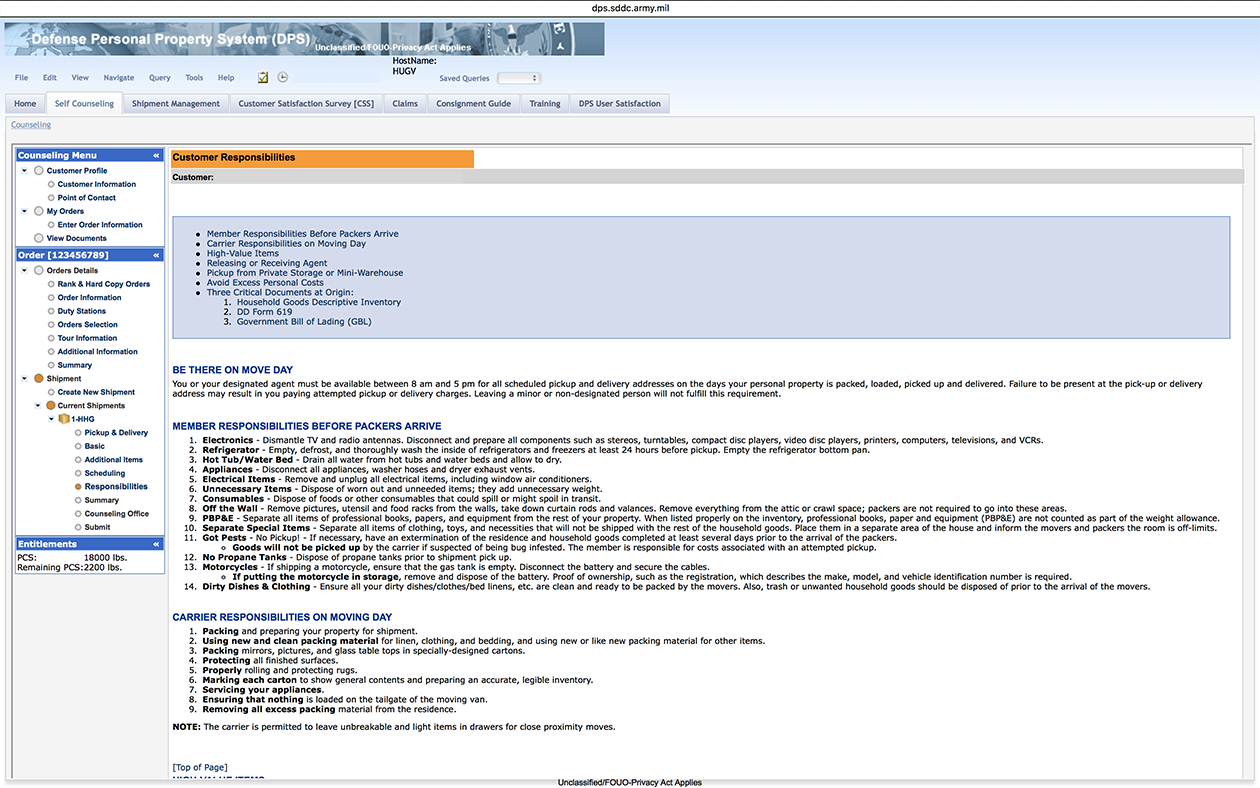 dps.sddc.army.mil
Defense Personal Property System (DPS) Unclassified/FOUO-Privacy Act Applies
HostName:
HUGV
File Edit View Navigate Query Tools Help Saved Queries
Home Self Counseling Shipment Management Customer Satisfaction Survey [CSS] Claims Consignment Guide Training DPS User Satisfaction
Counseling
Counseling Menu «
Customer Profile
Customer Information
Point of Contact
My Orders
Enter Order Information
View Documents
Order [123456789] «
Orders Details
Rank & Hard Copy Orders
Order Information
Duty Stations
Orders Selection
Tour Information
Additional Information
Summary
Shipment
Create New Shipment
Current Shipments
1-HHG
Pickup & Delivery
Basic
Additional Items
Scheduling
Responsibilities
Summary
Counseling Office
Submit
Entitlements «
PCS: 18000 lbs.
Remaining PCS:2200 lbs.
Customer Responsibilities
Customer:
• Member Responsibilities Before Packers Arrive
• Carrier Responsibilities on Moving Day
• High-Value Items
• Releasing or Receiving Agent
• Pickup from Private Storage or Mini-Warehouse
• Avoid Excess Personal Costs
• Three Critical Documents at Origin:
1. Household Goods Descriptive Inventory
2. DD Form 619
3. Government Bill of Lading (GBL)
BE THERE ON MOVE DAY
You or your designated agent must be available between 8 am and 5 pm for all scheduled pickup and delivery addresses on the days your personal property is packed, loaded, picked up and delivered. Failure to be present at the pick-up or delivery
address may result in you paying attempted pickup or delivery charges. Leaving a minor or non-designated person will not fulfill this requirement.
MEMBER RESPONSIBILITIES BEFORE PACKERS ARRIVE
1. Electronics - Dismantle TV and radio antennas. Disconnect and prepare all components such as stereos, turntables, compact disc players, video disc players, printers, computers, televisions, and VCRs.
2. Refrigerator - Empty, defrost, and thoroughly wash the inside of refrigerators and freezers at least 24 hours before pickup. Empty the refrigerator bottom pan.
3. Hot Tub/Water Bed - Drain all water from hot tubs and water beds and allow to dry.
4. Appliances - Disconnect all appliances, washer hoses and dryer exhaust vents.
5. Electrical Items - Remove and unplug all electrical items, including window air conditioners.
6. Unnecessary Items - Dispose of worn out and unneeded items; they add unnecessary weight.
7. Consumables - Dispose of foods or other consumables that could spill or might spoil in transit.
8. Off the Wall - Remove pictures, utensil and food racks from the walls, take down curtain rods and valances. Remove everything from the attic or crawl space; packers are not required to go into these areas.
9. PBP&E - Separate all items of professional books, papers, and equipment from the rest of your property. When listed properly on the inventory, professional books, paper and equipment (PBP&E) are not counted as part of the weight allowance.
10. Separate Special Items - Separate all items of clothing, toys, and necessities that will not be shipped with the rest of the household goods. Place them in a separate area of the house and inform the movers and packers the room is off-limits.
11. Got Pests - No Pickup! - If necessary, have an extermination of the residence and household goods completed at least several days prior to the arrival of the packers.
Goods will not be picked up by the carrier if suspected of being bug infested. The member is responsible for costs associated with an attempted pickup.
12. No Propane Tanks - Dispose of propane tanks prior to shipment pick up.
13. Motorcycles - If shipping a motorcycle, ensure that the gas tank is empty. Disconnect the battery and secure the cables.
If putting the motorcycle in storage, remove and dispose of the battery. Proof of ownership, such as the registration, which describes the make, model, and vehicle identification number is required.
14. Dirty Dishes & Clothing - Ensure all your dirty dishes/clothes/bed linens, etc. are clean and ready to be packed by the movers. Also, trash or unwanted household goods should be disposed of prior to the arrival of the movers.
CARRIER RESPONSIBILITIES ON MOVING DAY
1. Packing and preparing your property for shipment.
2. Using new and clean packing material for linen, clothing, and bedding, and using new or like new packing material for other items.
3. Packing mirrors, pictures, and glass table tops in specially-designed cartons.
4. Protecting all finished surfaces.
5. Properly rolling and protecting rugs.
6. Marking each carton to show general contents and preparing an accurate, legible inventory.
7. Servicing your appliances.
8. Ensuring that nothing is loaded on the tailgate of the moving van.
9. Removing all excess packing material from the residence.
NOTE: The carrier is permitted to leave unbreakable and light items in drawers for close proximity moves.
[Top of Page]
HIGH-VALUE ITEMS
Unclassified/FOUO-Privacy Act Applies